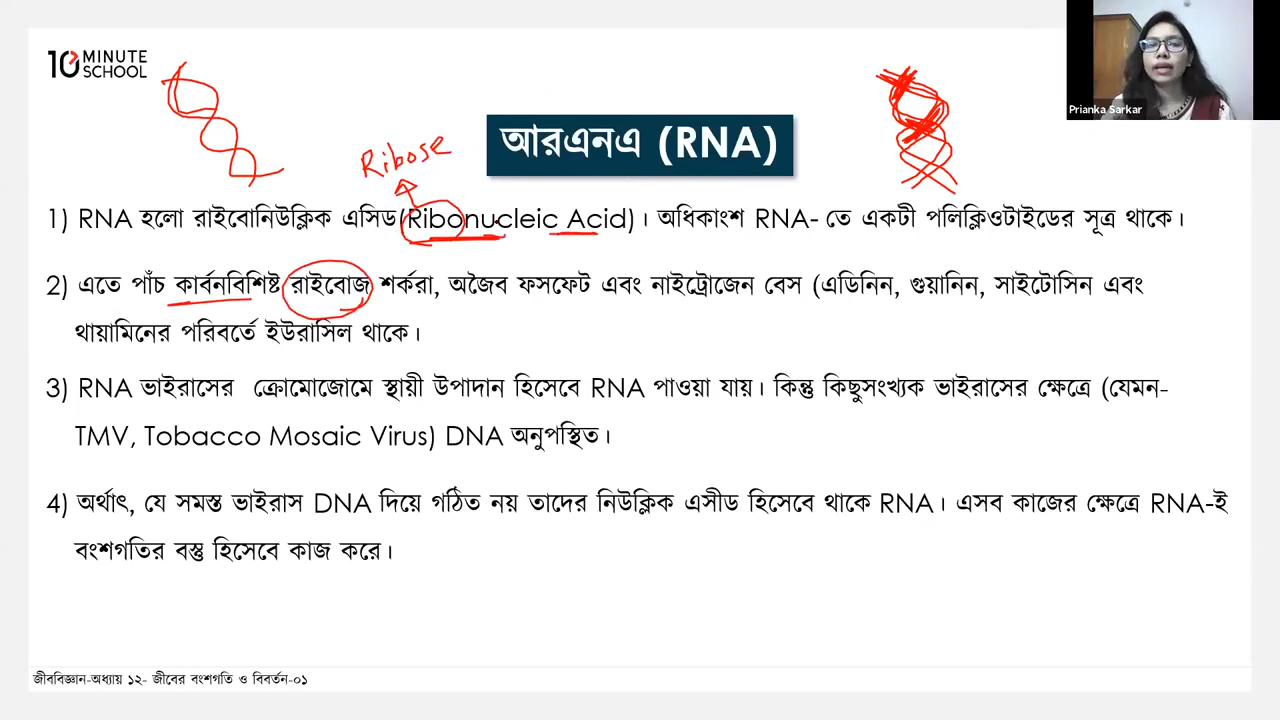 10 MINUTE
SCHOOL
Prianka Sarkar
আরএনএ (RNA)
Ribose
1) RNA হলো রাইবোনিউক্লিক এসিড(Ribonucleic Acid)। অধিকাংশ RNA- তে একটী পলিক্লিওটাইডের সূত্র থাকে।
2) এতে পাঁচ কার্বনবিশিষ্ট রাইবোজ শর্করা, অজৈব ফসফেট এবং নাইট্রোজেন বেস (এডিনিন, গুয়ানিন, সাইটোসিন এবং
থায়ামিনের পরিবর্তে ইউরাসিল থাকে।
3) RNA ভাইরাসের ক্রোমোজোমে স্থায়ী উপাদান হিসেবে RNA পাওয়া যায়। কিন্তু কিছুসংখ্যক ভাইরাসের ক্ষেত্রে (যেমন-
TMV, Tobacco Mosaic Virus) DNA অনুপস্থিত।
4) অর্থাৎ, যে সমস্ত ভাইরাস DNA দিয়ে গঠিত নয় তাদের নিউক্লিক এসীড হিসেবে থাকে RNA। এসব কাজের ক্ষেত্রে RNA-ই
বংশগতির বস্তু হিসেবে কাজ করে।
জীববিজ্ঞান-অধ্যায় ১২- জীবের বংশগতি ও বিবর্তন-০১